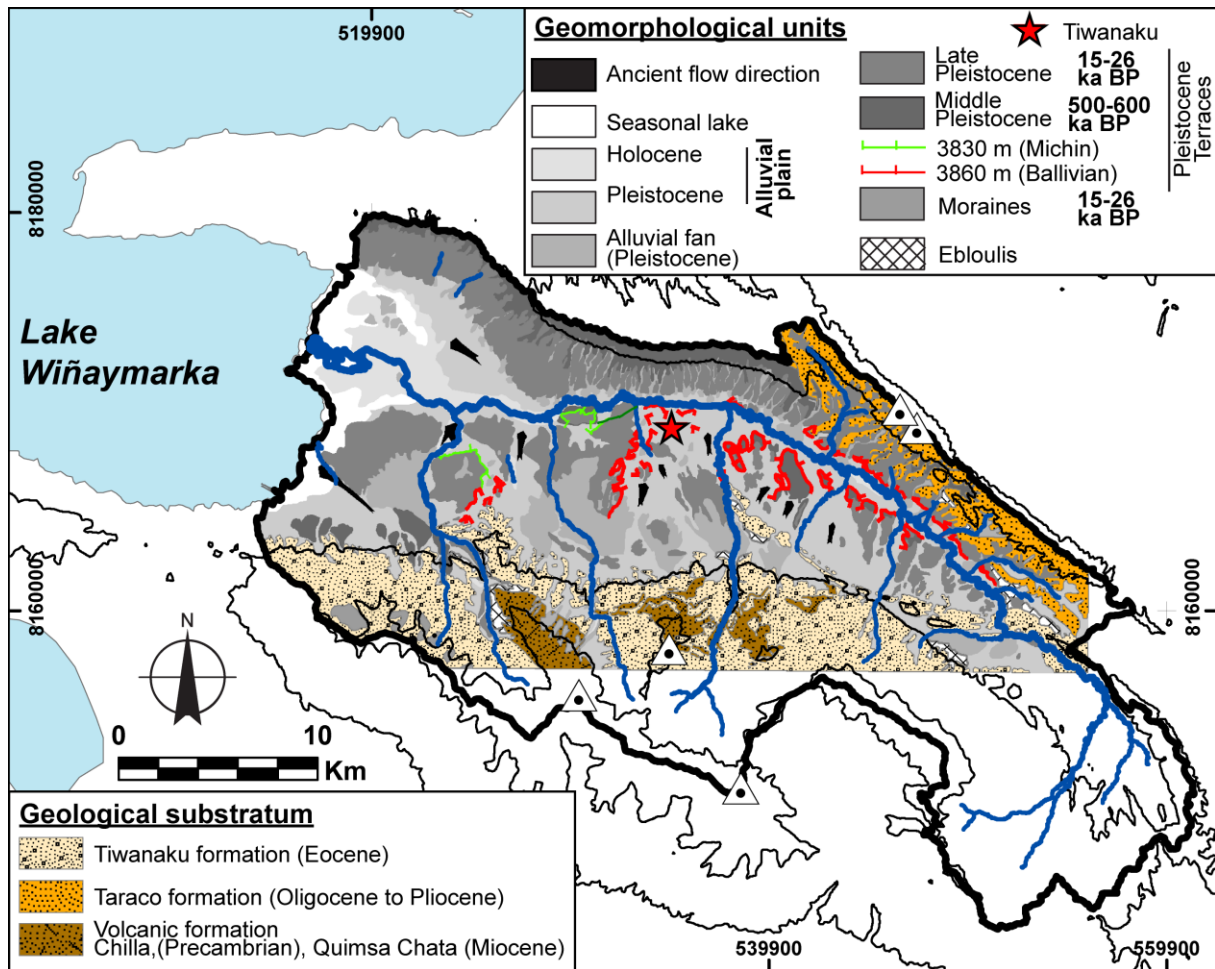 519900
Geomorphological units
Ancient flow direction
Seasonal lake
Holocene
Pleistocene
Alluvial
plain
Alluvial fan
(Pleistocene)
Tiwanaku
Late
Pleistocene
15-26
ka BP
Middle
Pleistocene
500-600
ka BP
3830 m (Michin)
3860 m (Ballivian)
Moraines
15-26
ka BP
Ebloulis
Pleistocene
Terraces
8180000
Lake
Wiñaymarka
8160000
8160000
N
0 10
Km
Geological substratum
Tiwanaku formation (Eocene)
Taraco formation (Oligocene to Pliocene)
Volcanic formation
Chilla,(Precambrian), Quimsa Chata (Miocene)
539900
559900